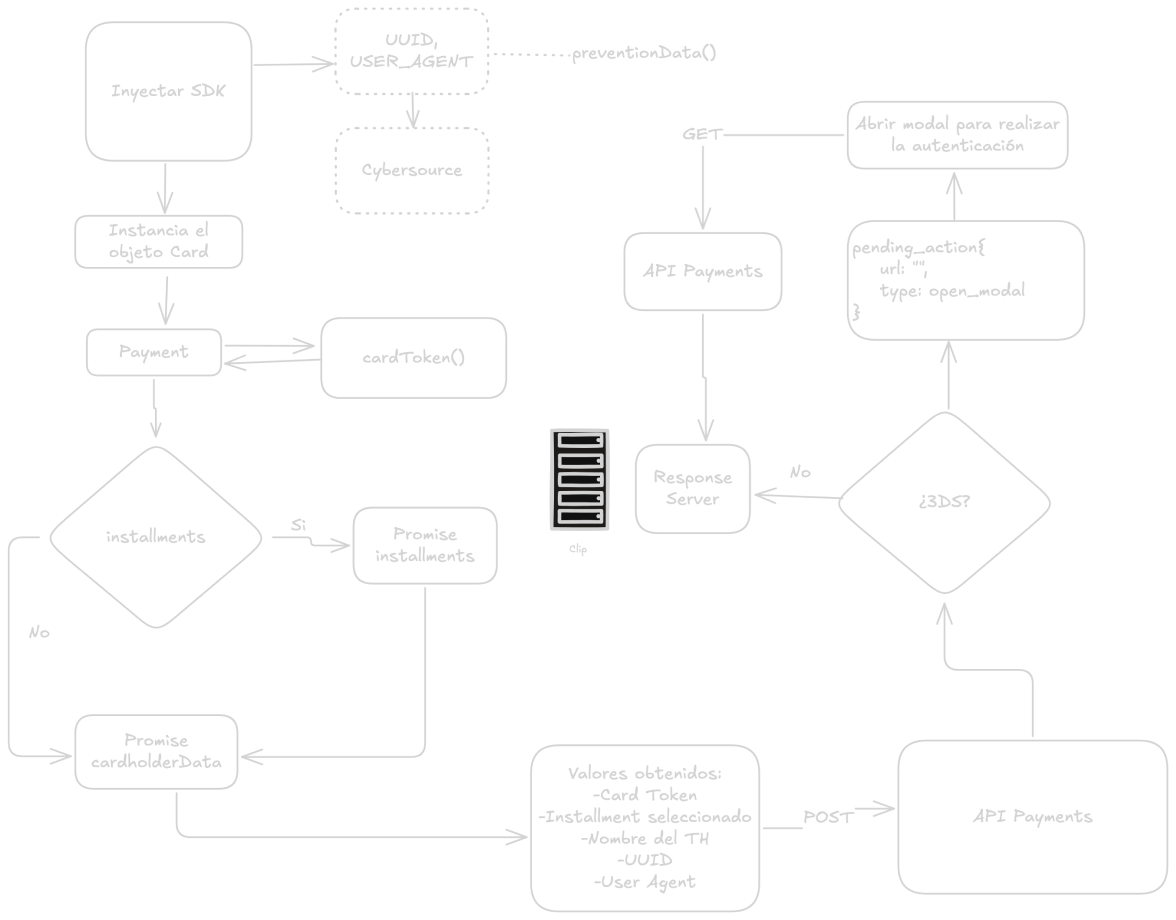 Inyectar SDK
UUID,
USER_AGENT
preventionData()
Cybersource
Instancia el
objeto Card
Payment
cardToken()
installments
Si
Promise
installments
No
Promise
cardholderData
Valores obtenidos:
-Card Token
-Installment seleccionado
-Nombre del TH
-UUID
-User Agent
POST
API Payments
¿3DS?
No
Response
Server
pending_action{
url: "",
type: open_modal
}
Abrir modal para realizar
la autenticación
GET
API Payments
Clip